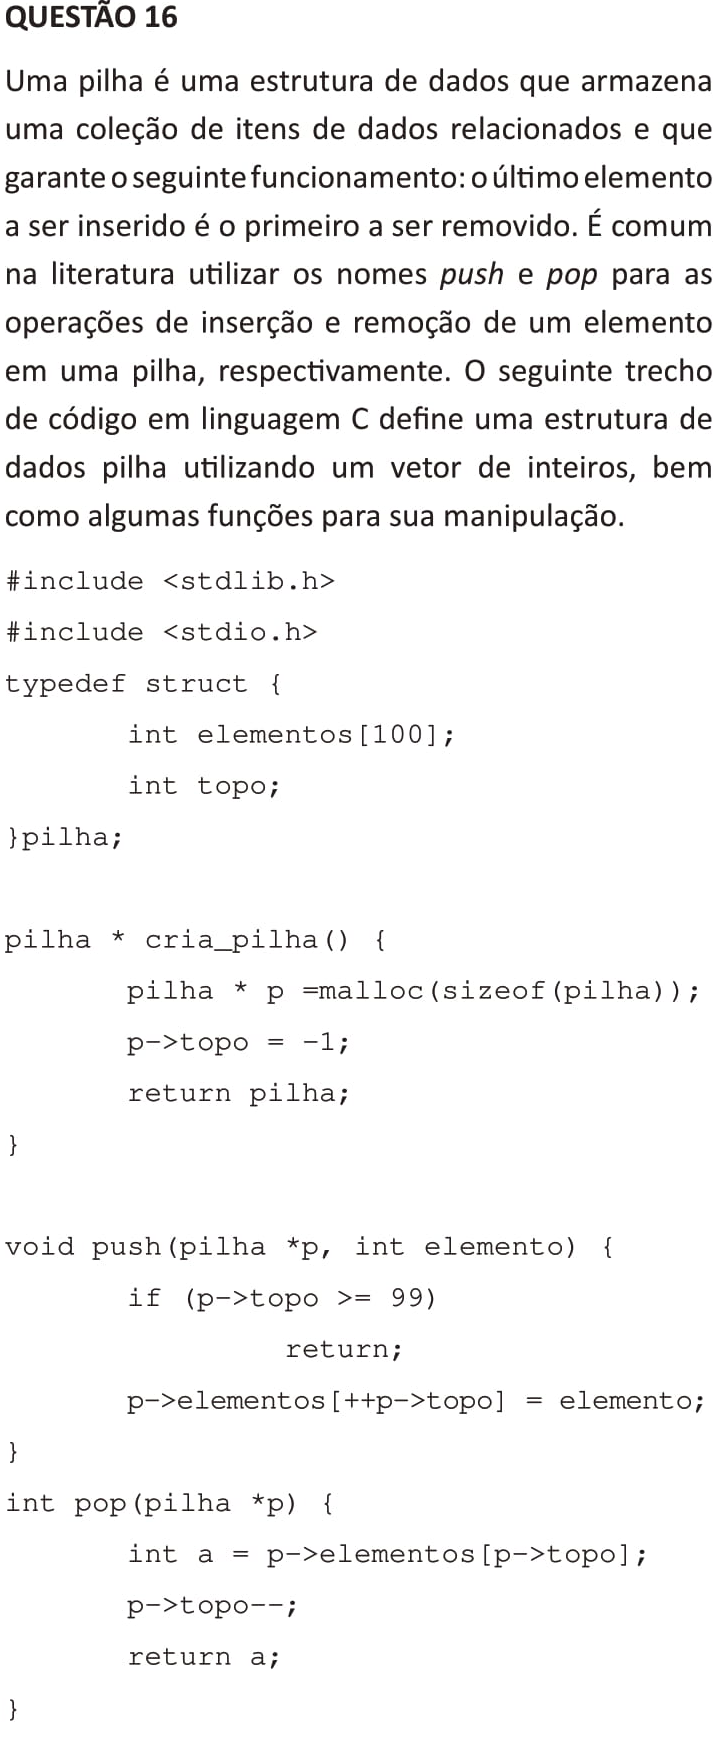 QUESTÃO 16
Uma pilha é uma estrutura de dados que armazena
uma coleção de itens de dados relacionados e que
garante o seguinte funcionamento: o último elemento
a ser inserido é o primeiro a ser removido. É comum
na literatura utilizar os nomes push e pop para as
operações de inserção e remoção de um elemento
em uma pilha, respectivamente. O seguinte trecho
de código em linguagem C define uma estrutura de
dados pilha utilizando um vetor de inteiros, bem
como algumas funções para sua manipulação.
#include <stdlib.h>
#include <stdio.h>
typedef struct {
int elementos[100];
int topo;
}pilha;
pilha * cria_pilha() {
pilha * p =malloc(sizeof(pilha));
p->topo = -1;
return pilha;
}
void push(pilha *p, int elemento) {
if (p->topo >= 99)
return;
p->elementos[++p->topo] = elemento;
}
int pop(pilha *p) {
int a = p->elementos[p->topo];
p->topo--;
return a;
}